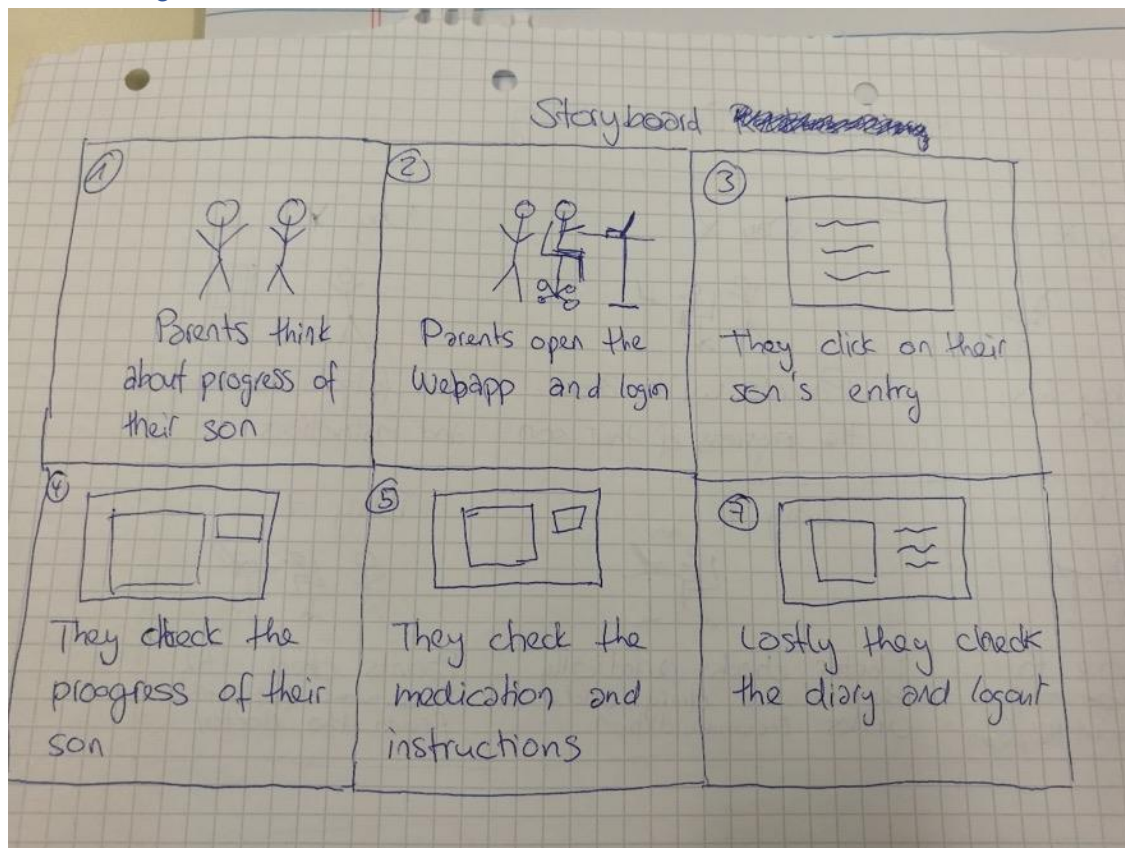 Storyboard
1
Parents think
about progress of
their son
2
Parents open the
Webapp and login
3
They click on their
son's entry
4
They check the
proogress of their
son
5
They check the
medication and
instructions
7
Lastly they check
the diary and logout